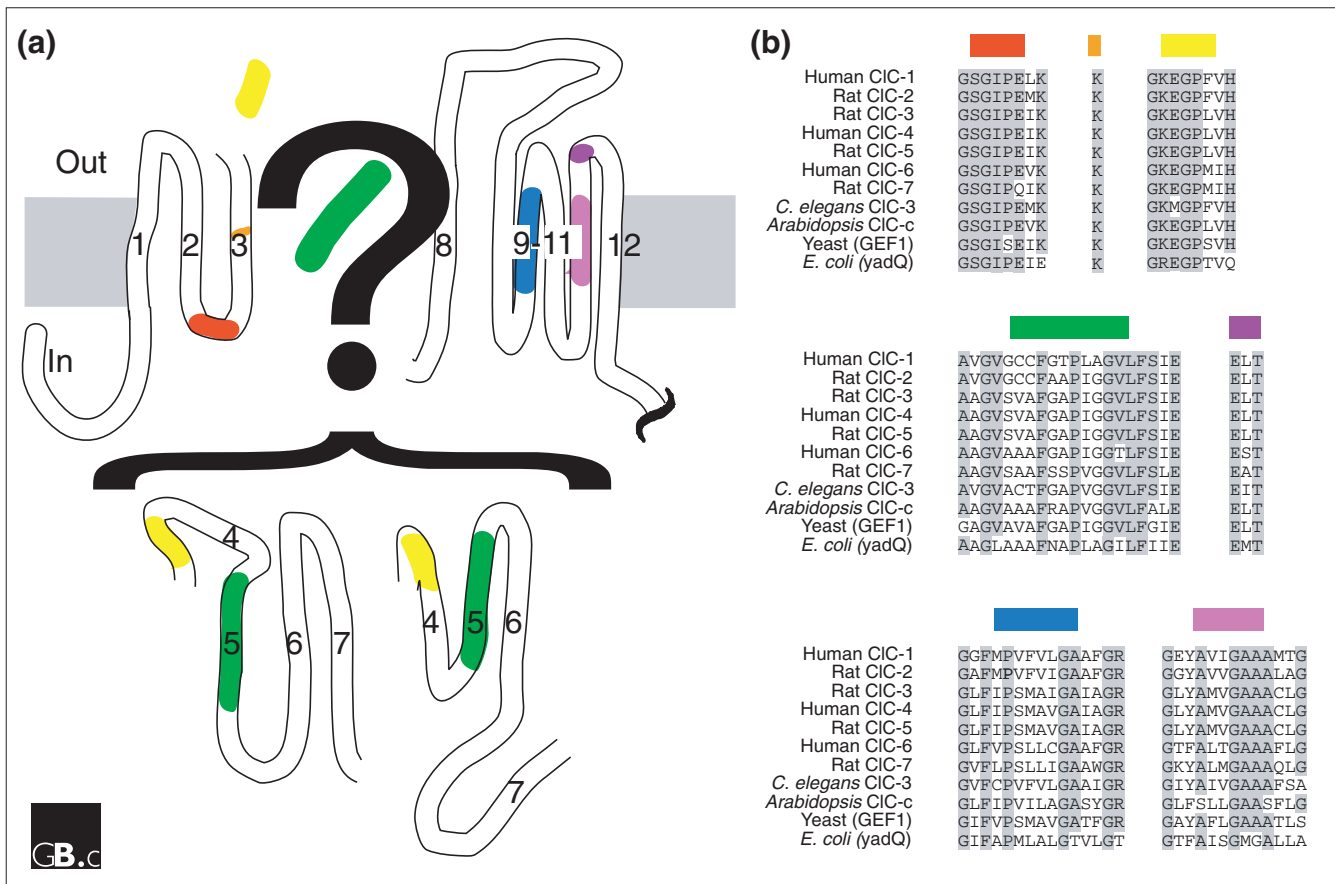 (a)
Out
In
1
2
3
?
8
9-11
12
4
5
6
7
4
5
6
7
GB.c
(b)
Human ClC-1 GSGIPELK K GKEGPFVH
Rat ClC-2 GSGIPEMK K GKEGPFVH
Rat ClC-3 GSGIPEIK K GKEGPLVH
Human ClC-4 GSGIPEIK K GKEGPLVH
Rat ClC-5 GSGIPEIK K GKEGPLVH
Human ClC-6 GSGIPEVK K GKEGPMIH
Rat ClC-7 GSGIPQIK K GKEGPMIH
C. elegans ClC-3 GSGIPEMK K GKMGPFVH
Arabidopsis ClC-c GSGIPEVK K GKEGPLVH
Yeast (GEF1) GSGISEIK K GKEGPSVH
E. coli (yadQ) GSGIPEIE K GREGPTVQ
Human ClC-1 AVGVGCCFGTPLAGVLFSIE ELT
Rat ClC-2 AVGVGCCFAAPIGGVLFSIE ELT
Rat ClC-3 AAGVSVAFGAPIGGVLFSIE ELT
Human ClC-4 AAGVSVAFGAPIGGVLFSIE ELT
Rat ClC-5 AAGVSVAFGAPIGGVLFSIE ELT
Human ClC-6 AAGVAAAFGAPIGGTLFSIE EST
Rat ClC-7 AAGVSAAFSSPVGGVLFSLE EAT
C. elegans ClC-3 AVGVACTFGAPVGGVLFSIE EIT
Arabidopsis ClC-c AAGVAAAFRAPVGGVLFALE ELT
Yeast (GEF1) GAGVAVAFGAPIGGVLFGIE ELT
E. coli (yadQ) AAGLAAAFNAPLAGILFIIE EMT
Human ClC-1 GGFMPVFVLGAAFGR GEYAVIGAAAMTG
Rat ClC-2 GAFMPVFVIGAAFGR GGYAVVGAAALAG
Rat ClC-3 GLFIPSMAIGAIAGR GLYAMVGAAACLG
Human ClC-4 GLFIPSMAVGAIAGR GLYAMVGAAACLG
Rat ClC-5 GLFIPSMAVGAIAGR GLYAMVGAAACLG
Human ClC-6 GLFVPSLLCGAAFGR GTFALTGAAAFLG
Rat ClC-7 GVFLPSLLIGAAWGR GKYALMGAAAQLG
C. elegans ClC-3 GVFCPVFVLGAAIGR GIYAIVGAAAFSA
Arabidopsis ClC-c GLFIPVILAGASYGR GLFSLLGAASFLG
Yeast (GEF1) GIFVPSMAVGATFGR GAYAFLGAAATLS
E. coli (yadQ) GIFAPMLALGTVLGT GTFAISGMGALLA